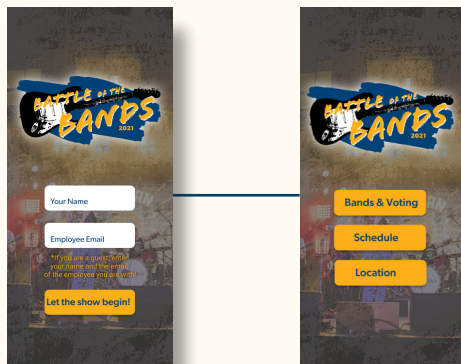 BATTLE OF THE
BANDS
2021
Your Name
Employee Email
*If you are a guest, enter
your name and the email
of the employee you are with!
Let the show begin!
BATTLE OF THE
BANDS
2021
Bands & Voting
Schedule
Location